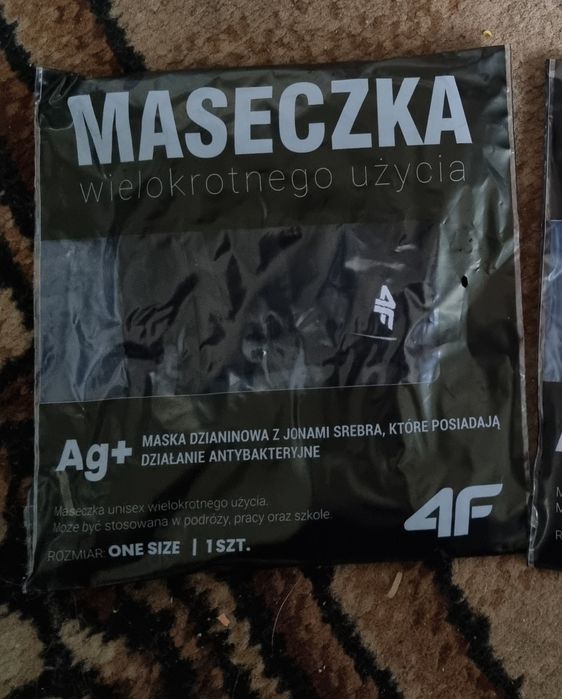 MASECZKA
wielokrotnego użycia
4F
Ag+ MASKA DZIANINOWA Z JONAMI SREBRA, KTÓRE POSIADAJĄ
DZIAŁANIE ANTYBAKTERYJNE
Maseczka unisex wielokrotnego użycia.
Może być stosowana w podróży, pracy oraz szkole.
4F
ROZMIAR: ONE SIZE | 1 SZT.